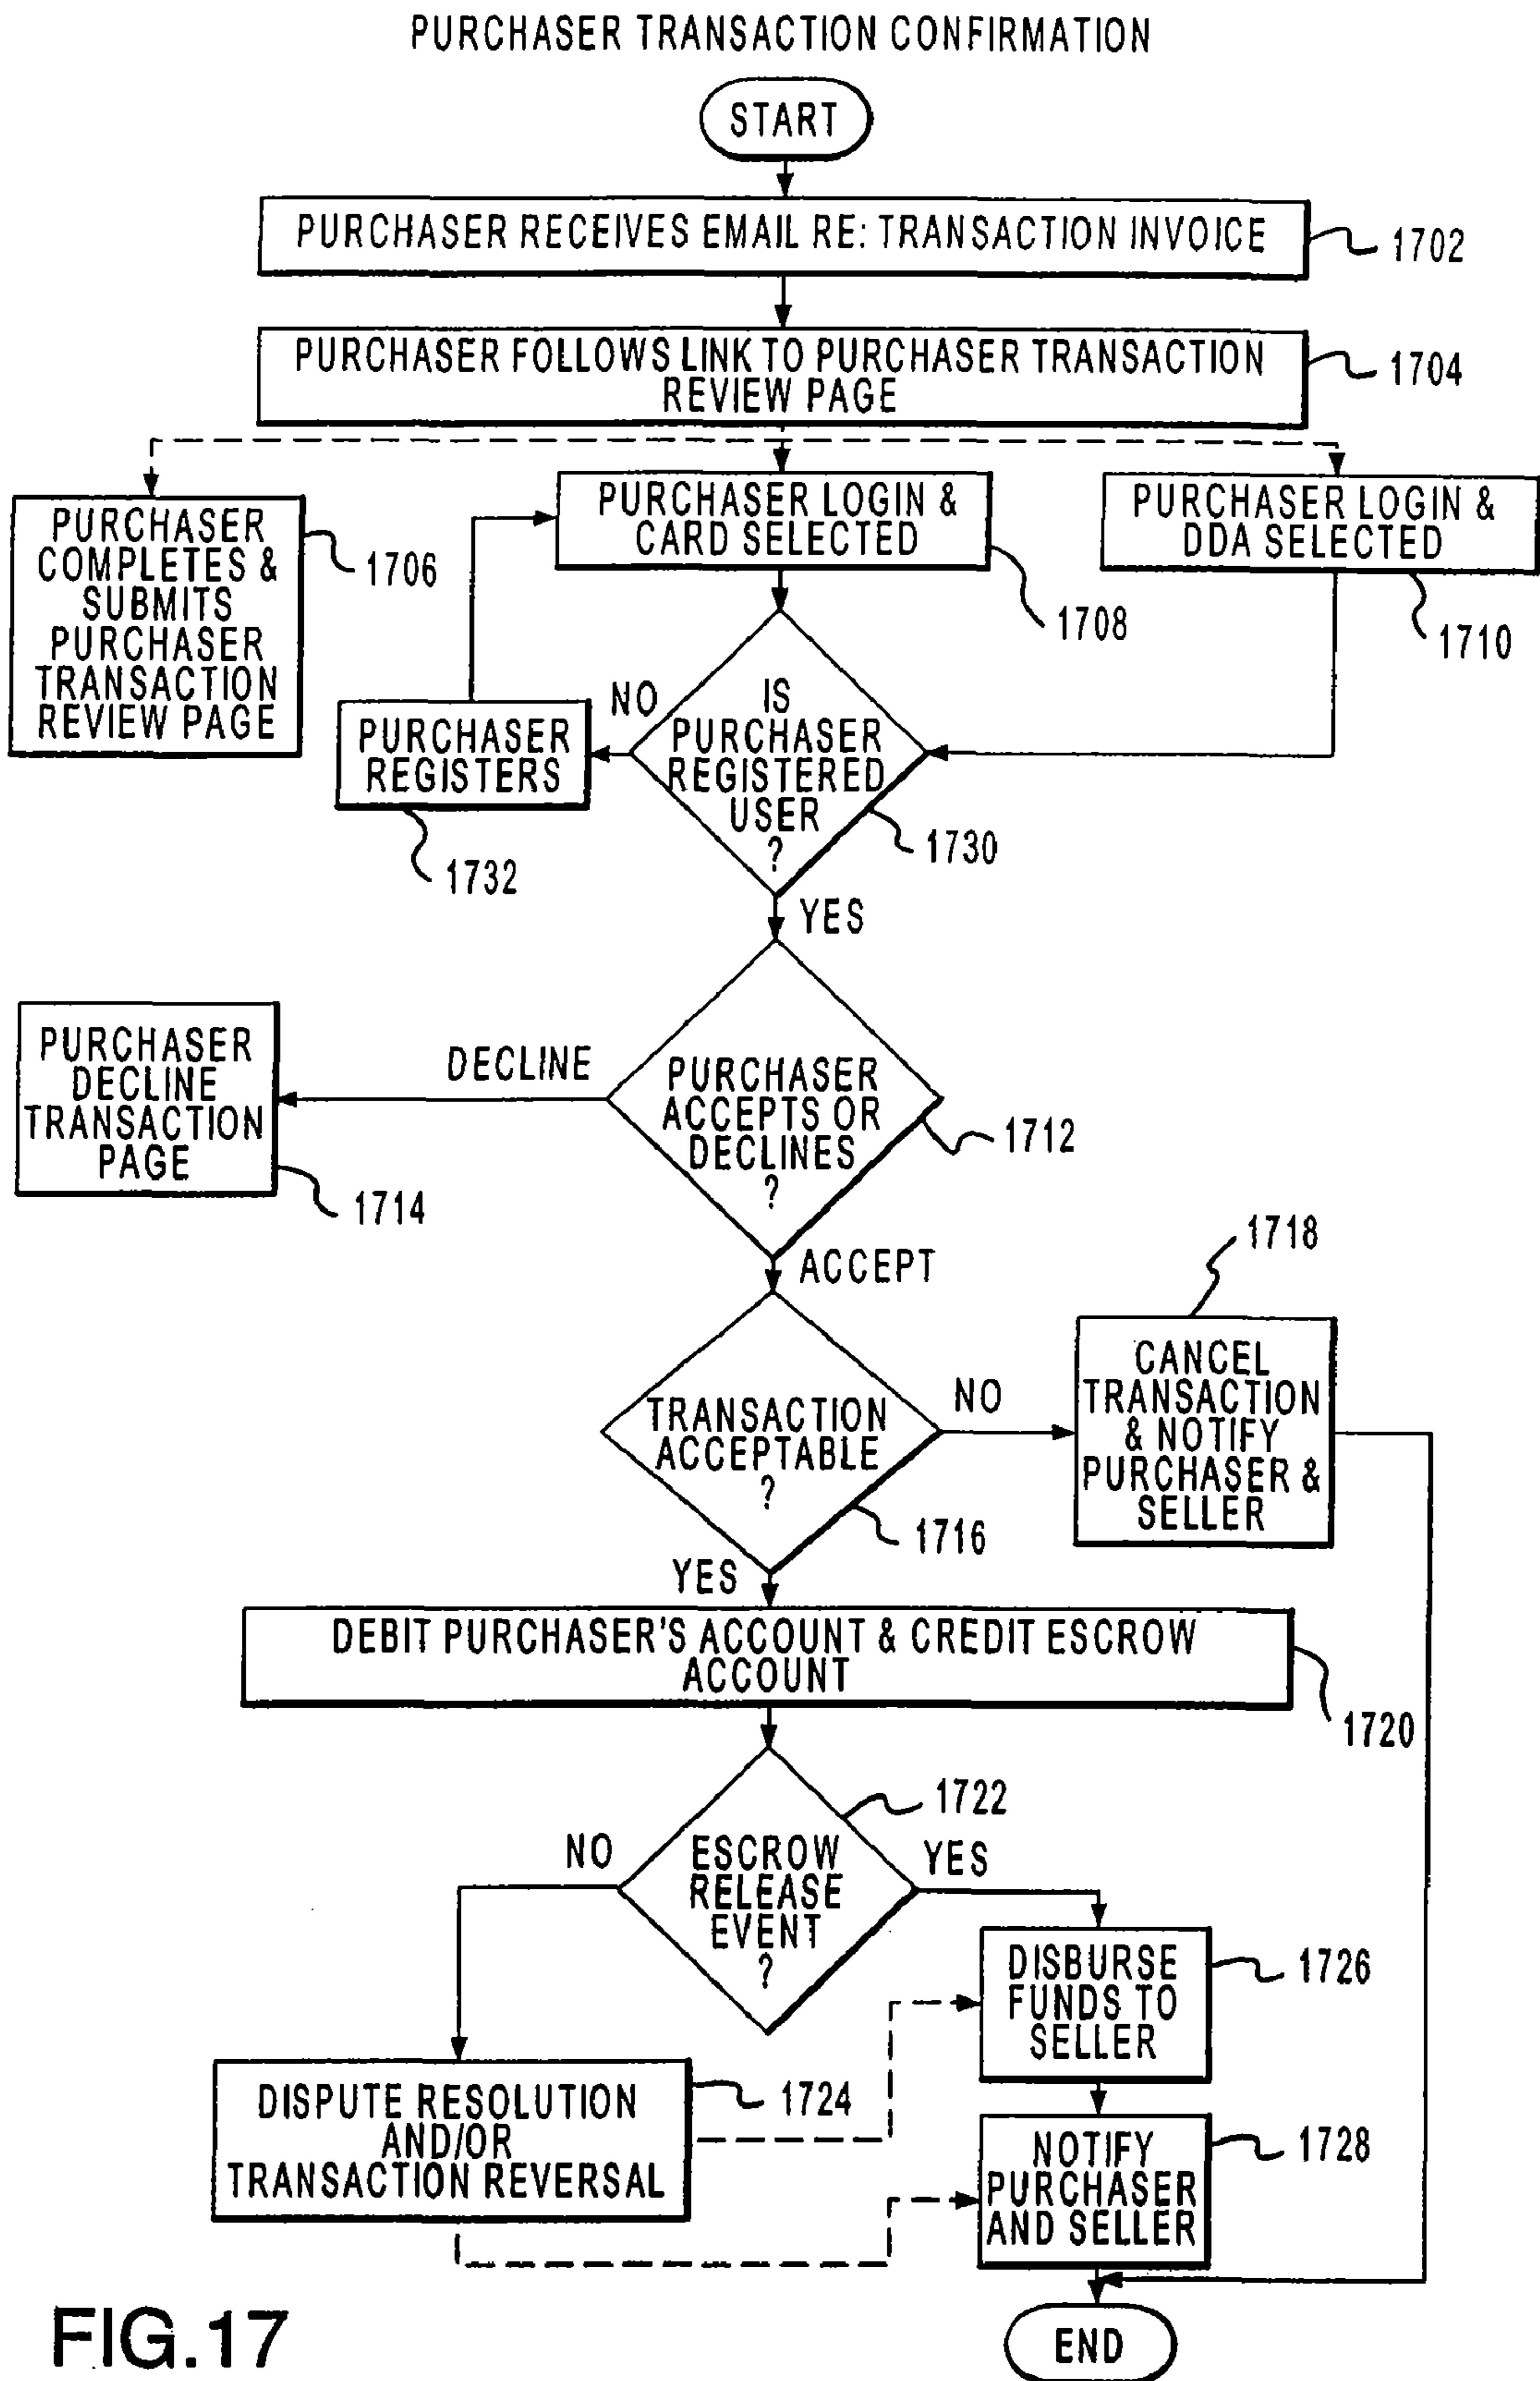 PURCHASER TRANSACTION CONFIRMATION
START
PURCHASER RECEIVES EMAIL RE: TRANSACTION INVOICE
1702
PURCHASER FOLLOWS LINK TO PURCHASER TRANSACTION
REVIEW PAGE
1704
PURCHASER
COMPLETES &
SUBMITS
PURCHASER
TRANSACTION
REVIEW PAGE
1706
PURCHASER LOGIN &
CARD SELECTED
1708
PURCHASER LOGIN &
DDA SELECTED
1710
IS
PURCHASER
REGISTERED
USER
?
1730
NO
PURCHASER
REGISTERS
1732
YES
PURCHASER
ACCEPTS OR
DECLINES
?
1712
DECLINE
PURCHASER
DECLINE
TRANSACTION
PAGE
1714
ACCEPT
TRANSACTION
ACCEPTABLE
?
1716
NO
1718
CANCEL
TRANSACTION
& NOTIFY
PURCHASER &
SELLER
YES
DEBIT PURCHASER'S ACCOUNT & CREDIT ESCROW
ACCOUNT
1720
ESCROW
RELEASE
EVENT
?
1722
NO
YES
DISBURSE
FUNDS TO
SELLER
1726
DISPUTE RESOLUTION
AND/OR
TRANSACTION REVERSAL
1724
NOTIFY
PURCHASER
AND SELLER
1728
END
FIG.17